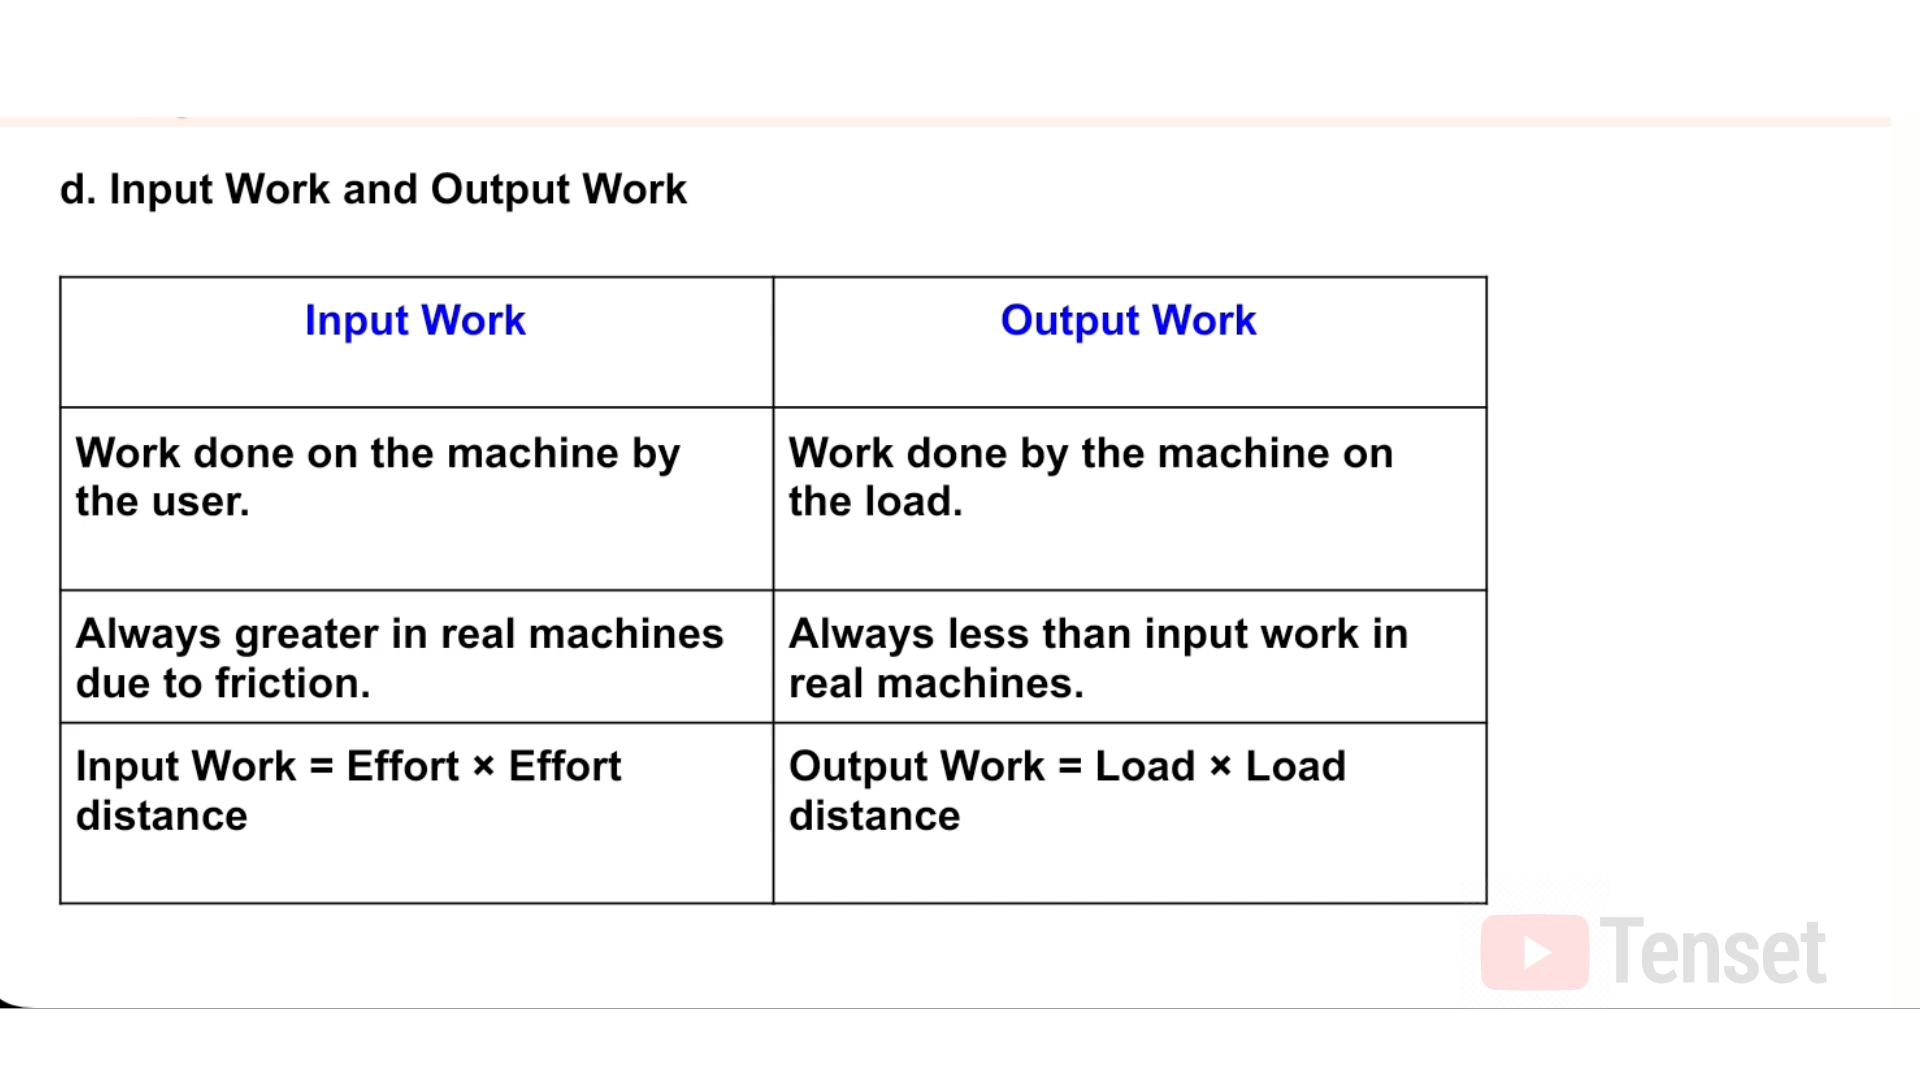 d. Input Work and Output Work
Input Work
Output Work
Work done on the machine by
the user.
Work done by the machine on
the load.
Always greater in real machines
due to friction.
Always less than input work in
real machines.
Input Work = Effort × Effort
distance
Output Work = Load × Load
distance
Tenset